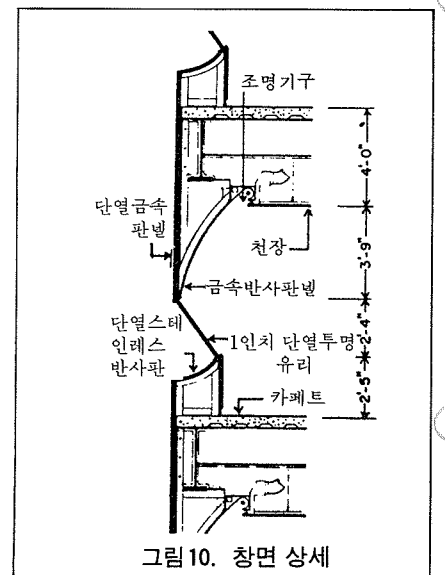 조명기구
4'-0"
단열금속
판넬
천장
3'-9"
금속반사판넬
단열스테
인레스
반사판
1인치 단열투명
유리
2'-4"
카페트
2'-5"
그림10. 창면 상세